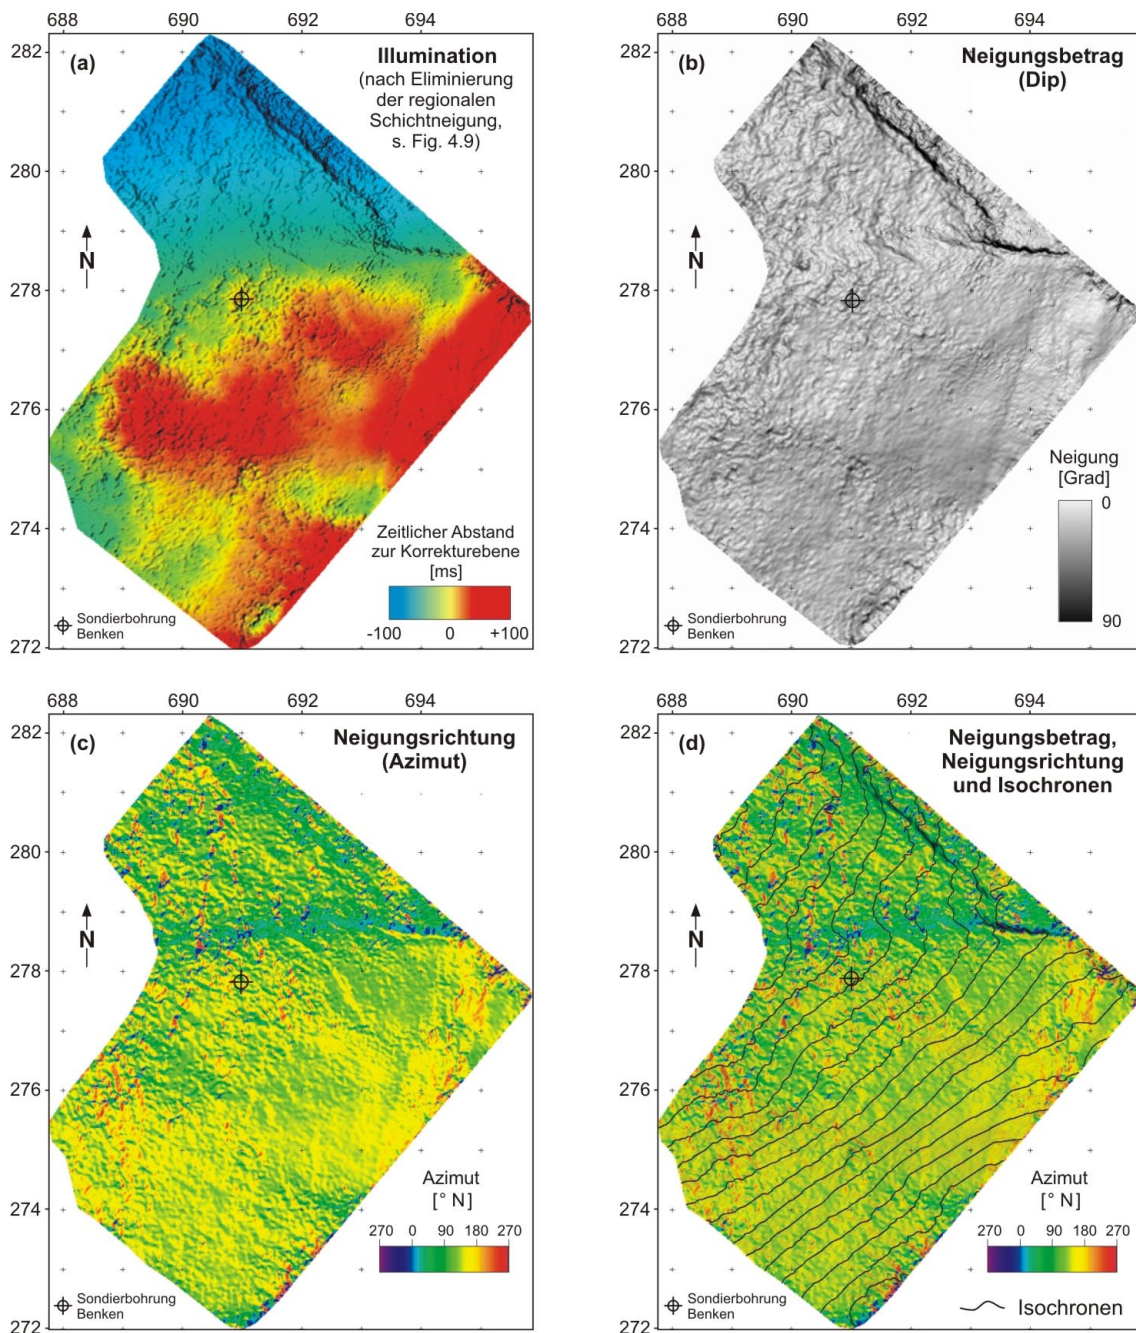 688 690 692 694
282
280
278
276
274
272
(a)
Illumination
(nach Eliminierung
der regionalen
Schichtneigung,
s. Fig. 4.9)
N
Zeitlicher Abstand
zur Korrekturebene
[ms]
-100 0 +100
Sondierbohrung
Benken
688 690 692 694
282
280
278
276
274
272
(b)
Neigungsbetrag
(Dip)
N
Neigung
[Grad]
0
90
Sondierbohrung
Benken
688 690 692 694
282
280
278
276
274
272
(c)
Neigungsrichtung
(Azimut)
N
Azimut
[° N]
270 0 90 180 270
Sondierbohrung
Benken
688 690 692 694
282
280
278
276
274
272
(d)
Neigungsbetrag,
Neigungsrichtung
und Isochronen
N
Azimut
[° N]
270 0 90 180 270
Sondierbohrung
Benken
Isochronen